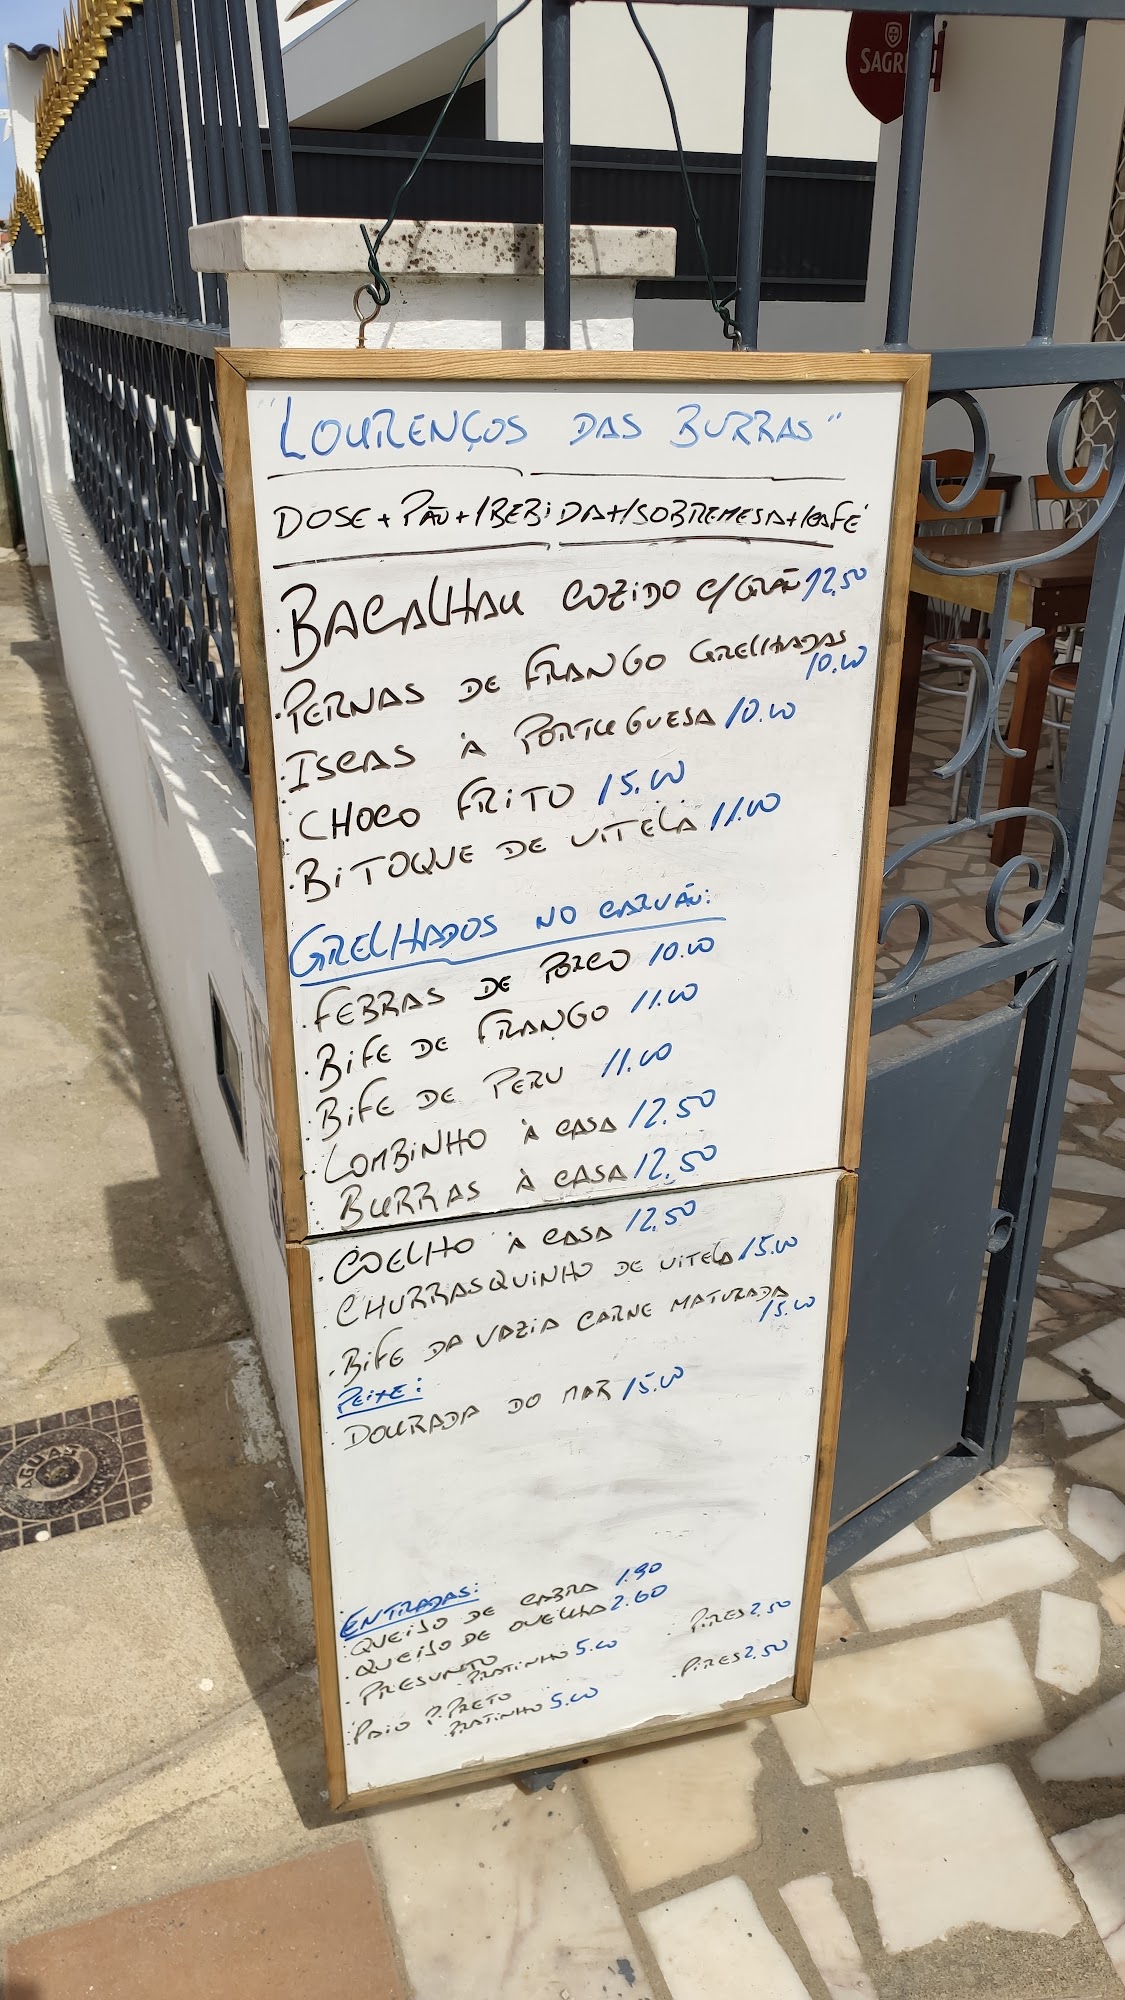 SAGRES
"LOURENÇOS DAS BURRAS"
DOSE + PÃO + 1 BEBIDA + 1 SOBREMESA + 1 CAFÉ
BACALHAU COZIDO C/GRÃO 12.50
PERNAS DE FRANGO GRELHADAS
10.00
ISCAS À PORTUGUESA 10.00
CHOCO FRITO 15.00
BITOQUE DE VITELA 11.00
GRELHADOS NO CARVÃO:
FEBRAS DE PORCO 10.00
BIFE DE FRANGO 11.00
BIFE DE PERU 11.00
LOMBINHO À CASA 12.50
BURRAS À CASA 12.50
COELHO À CASA 12.50
CHURRASQUINHO DE VITELA 15.00
BIFE DA VAZIA CARNE MATURADA
15.00
PEIXE:
DOURADA DO MAR 15.00
ENTRADAS:
QUEIJO DE CABRA 1.90
QUEIJO DE OVELHA 2.60
PRESUNTO
PRATINHO 5.00 PIRES 2.50
PAIO P. PRETO
PRATINHO 5.00 PIRES 2.50
AGUAS